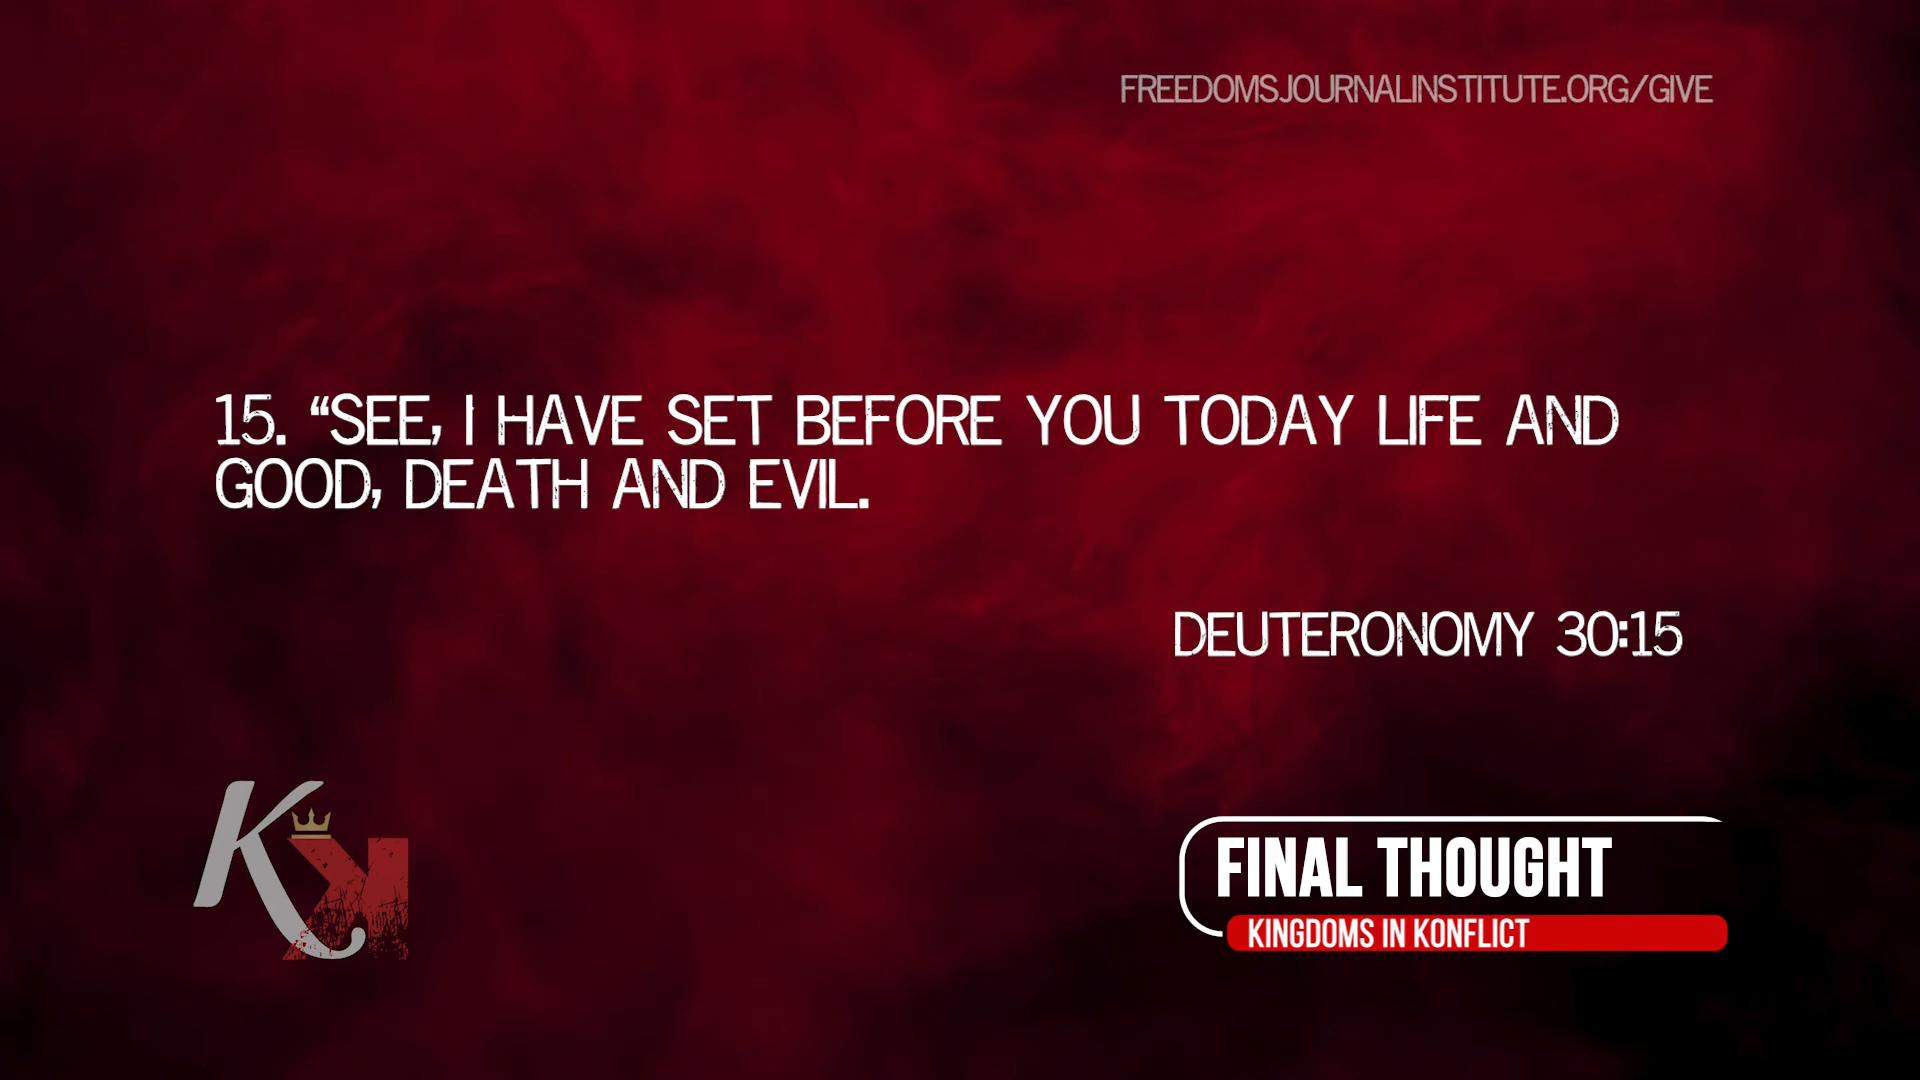 FREEDOMSJOURNALINSTITUTE.ORG/GIVE
15. “SEE, I HAVE SET BEFORE YOU TODAY LIFE AND
GOOD, DEATH AND EVIL.
DEUTERONOMY 30:15
KK
FINAL THOUGHT
KINGDOMS IN KONFLICT